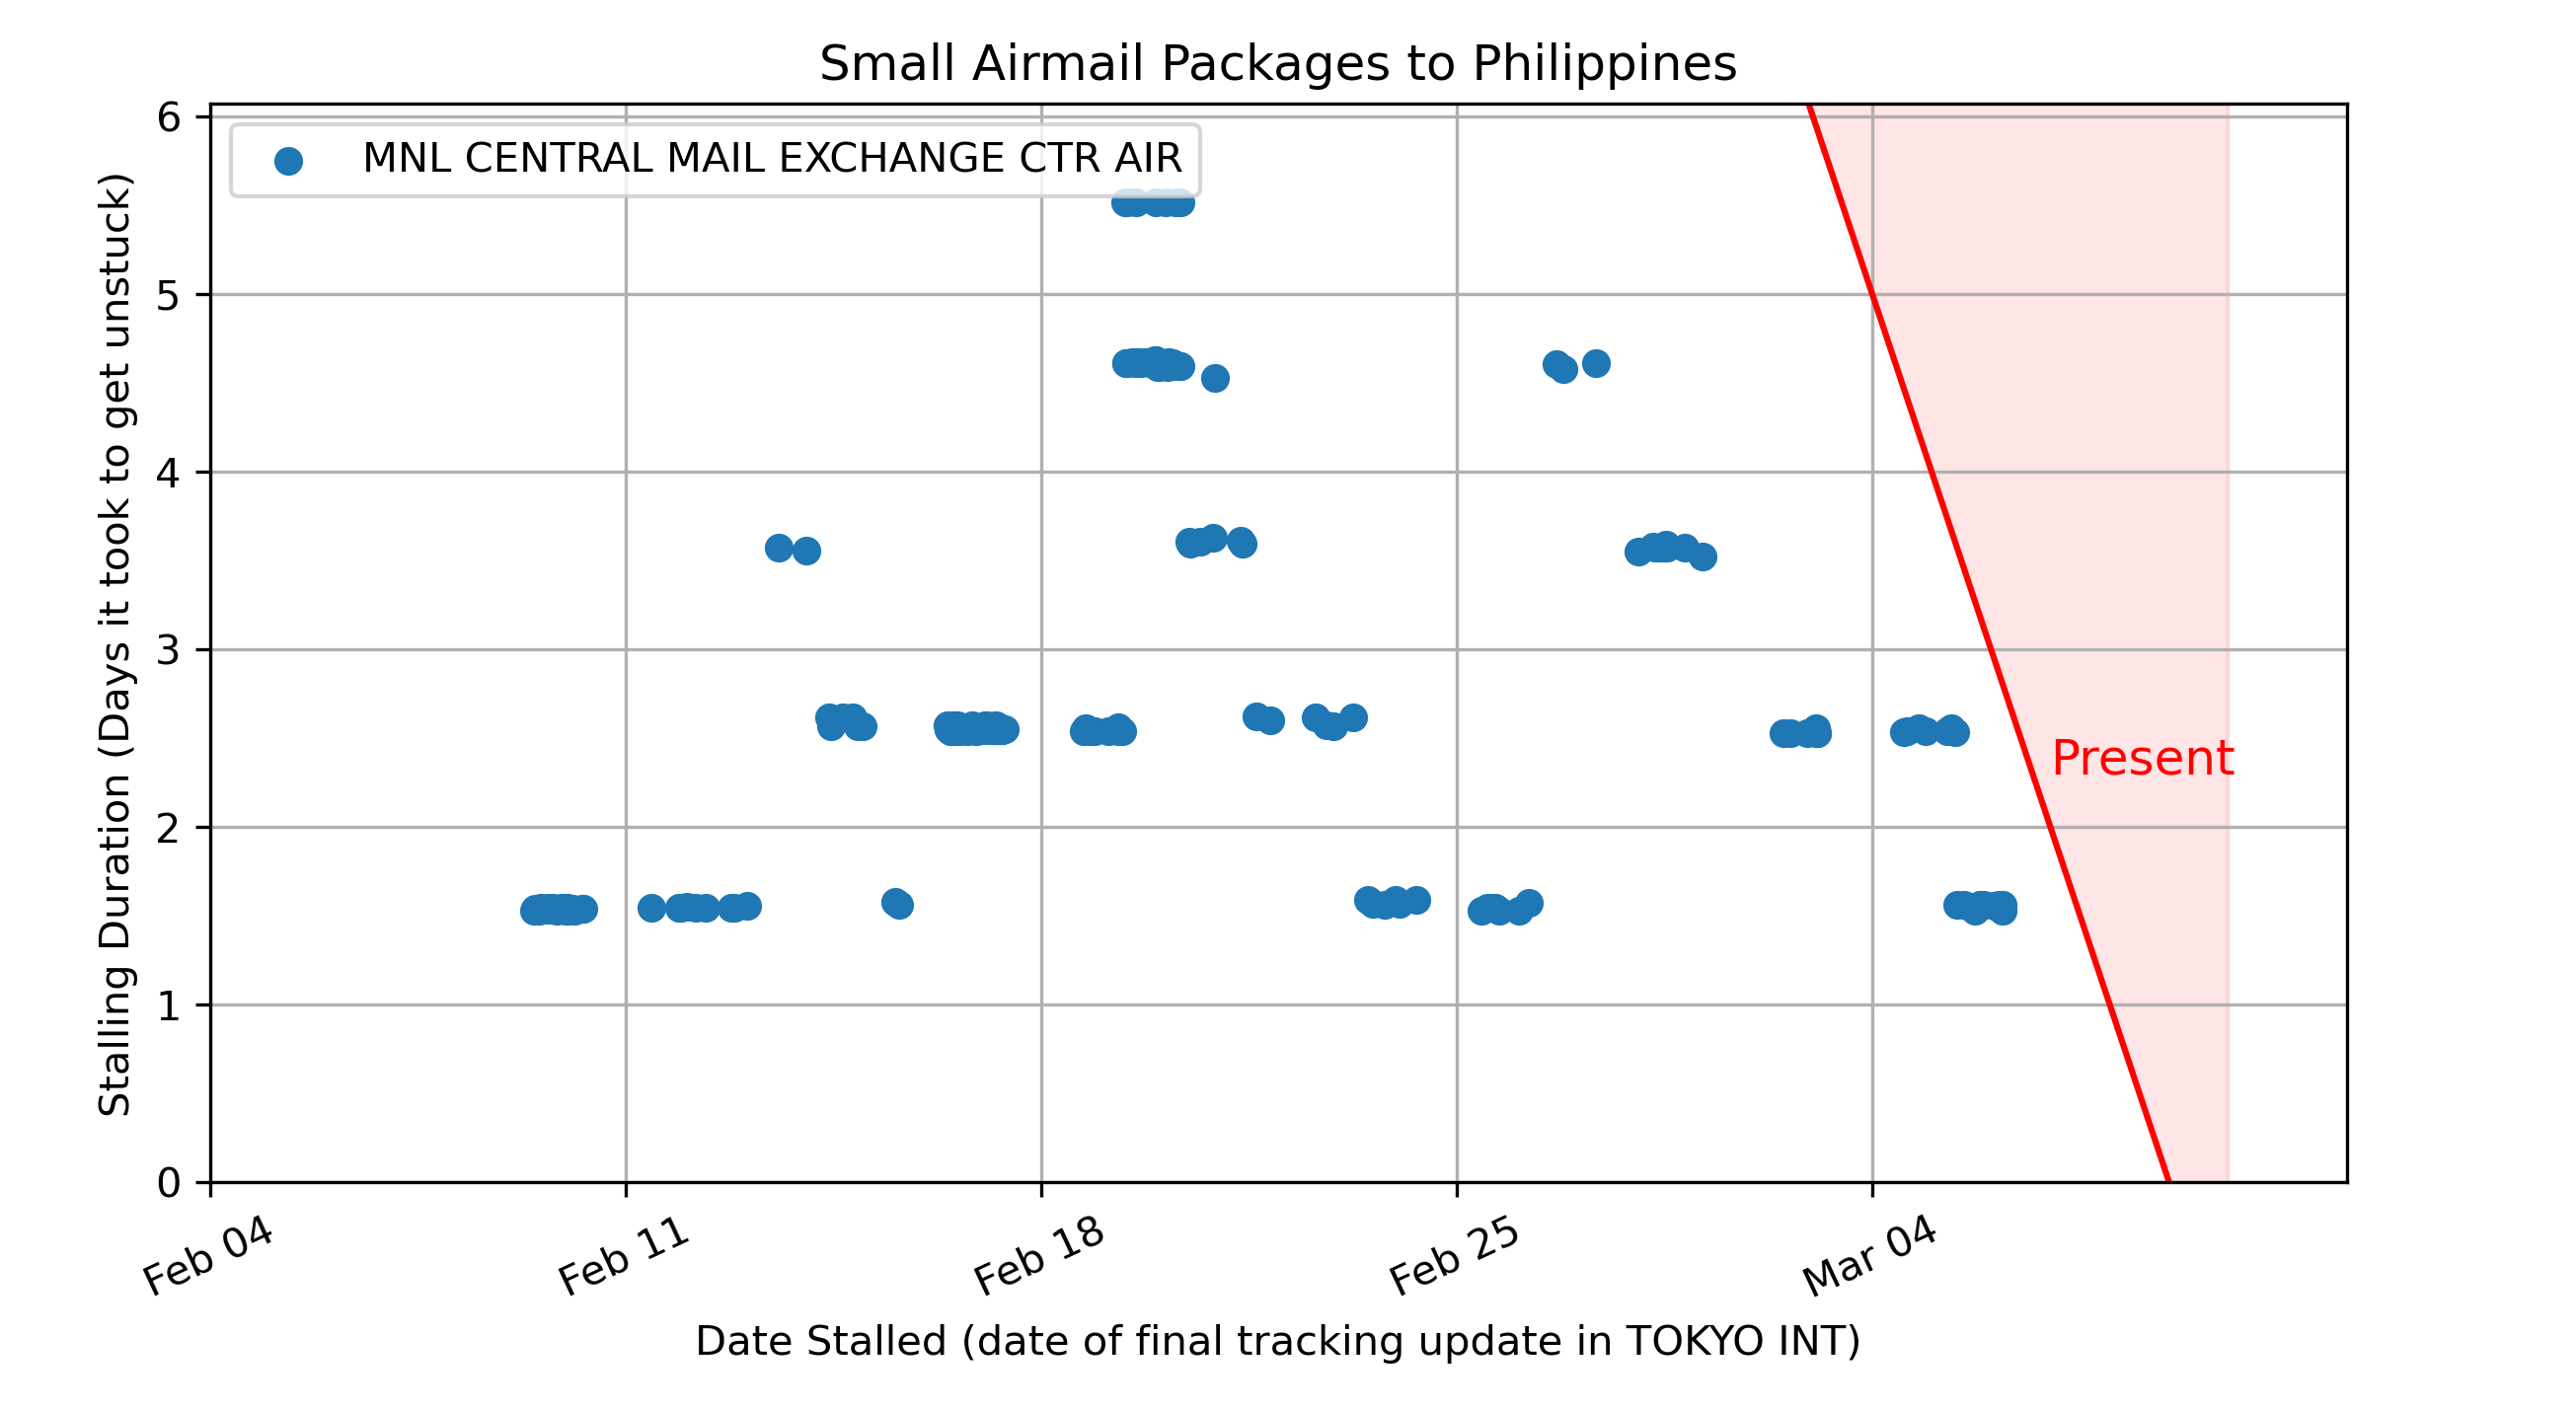 Small Airmail Packages to Philippines
MNL CENTRAL MAIL EXCHANGE CTR AIR
Stalling Duration (Days it took to get unstuck)
6
5
4
3
2
1
0
Present
Feb 04
Feb 11
Feb 18
Feb 25
Mar 04
Date Stalled (date of final tracking update in TOKYO INT)